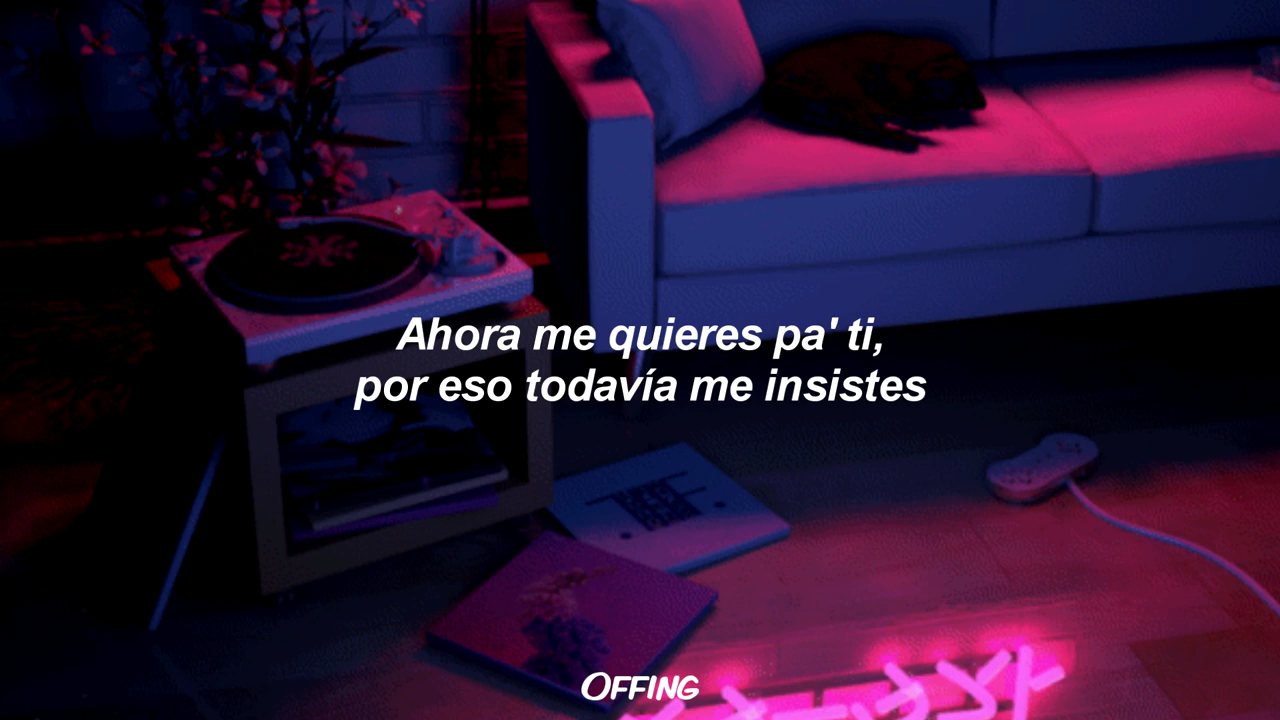 Ahora me quieres pa' ti,
por eso todavía me insistes
OFFING